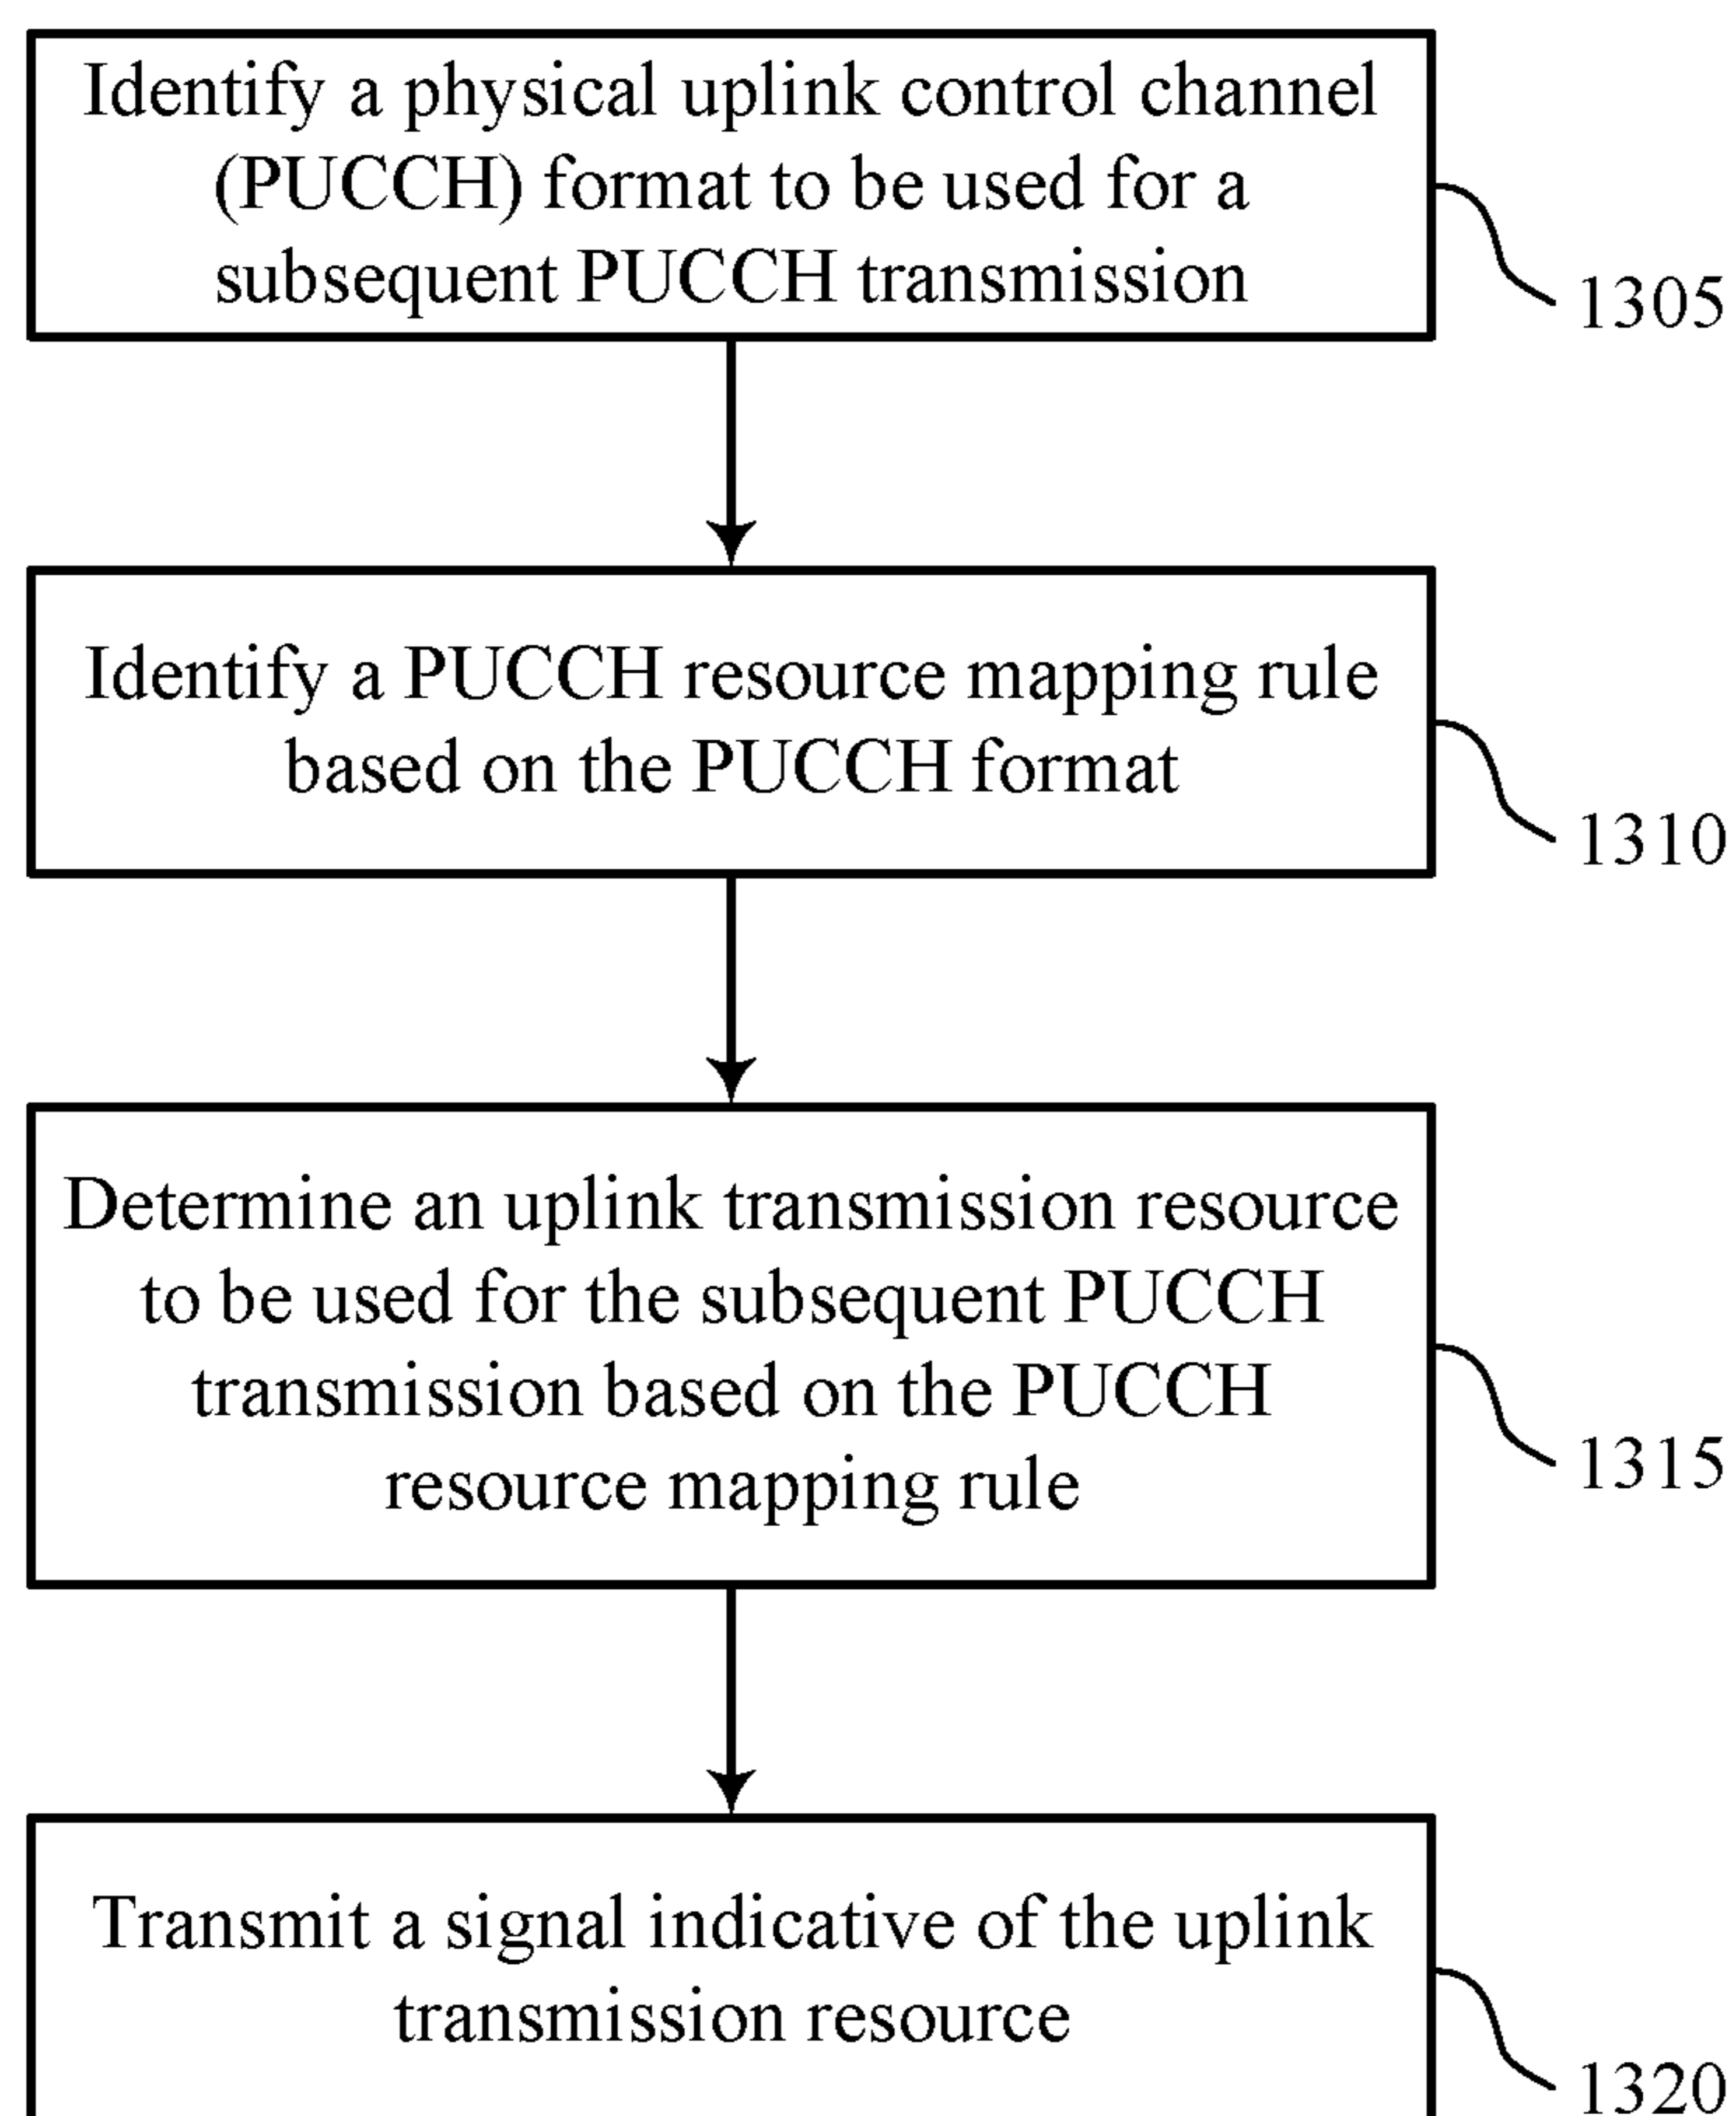 Identify a physical uplink control channel
(PUCCH) format to be used for a
subsequent PUCCH transmission
1305
Identify a PUCCH resource mapping rule
based on the PUCCH format
1310
Determine an uplink transmission resource
to be used for the subsequent PUCCH
transmission based on the PUCCH
resource mapping rule
1315
Transmit a signal indicative of the uplink
transmission resource
1320